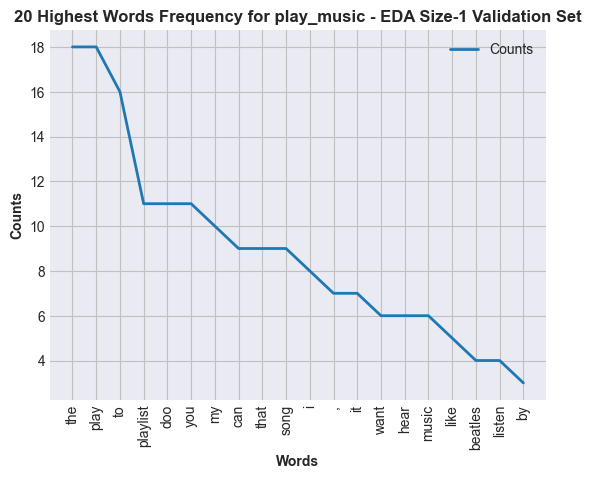 20 Highest Words Frequency for play_music - EDA Size-1 Validation Set
Counts
18
16
14
12
10
8
6
4
Counts
the
play
to
playlist
doo
you
my
can
that
song
i
,
it
want
hear
music
like
beatles
listen
by
Words